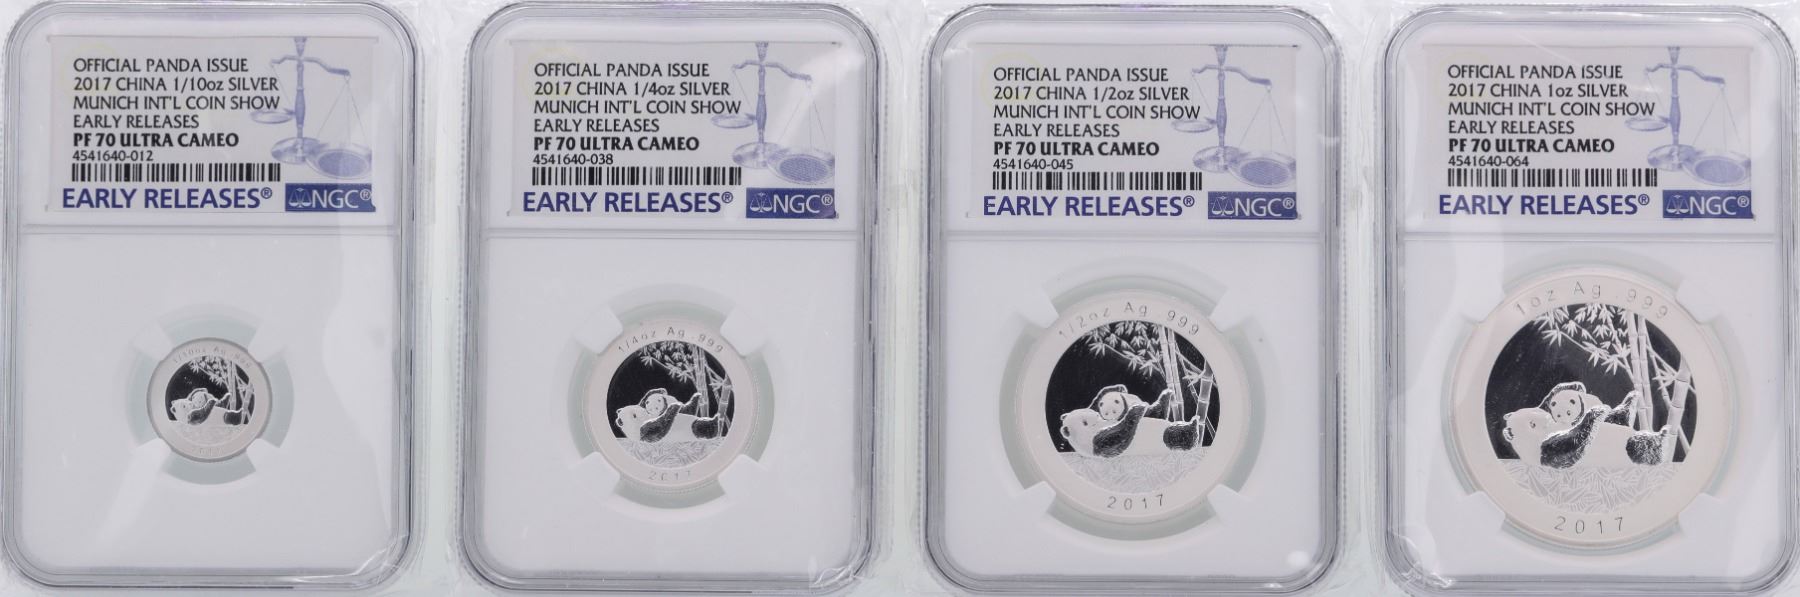 OFFICIAL PANDA ISSUE
2017 CHINA 1/10oz SILVER
MUNICH INT'L COIN SHOW
EARLY RELEASES
PF 70 ULTRA CAMEO
4541640-012
EARLY RELEASES®
NGC®
1/10oz Ag .999
2017
OFFICIAL PANDA ISSUE
2017 CHINA 1/4oz SILVER
MUNICH INT'L COIN SHOW
EARLY RELEASES
PF 70 ULTRA CAMEO
4541640-038
EARLY RELEASES®
NGC®
1/4oz Ag .999
2017
OFFICIAL PANDA ISSUE
2017 CHINA 1/2oz SILVER
MUNICH INT'L COIN SHOW
EARLY RELEASES
PF 70 ULTRA CAMEO
4541640-045
EARLY RELEASES®
NGC®
1/2oz Ag .999
2017
OFFICIAL PANDA ISSUE
2017 CHINA 1oz SILVER
MUNICH INT'L COIN SHOW
EARLY RELEASES
PF 70 ULTRA CAMEO
4541640-064
EARLY RELEASES®
NGC®
1oz Ag .999
2017